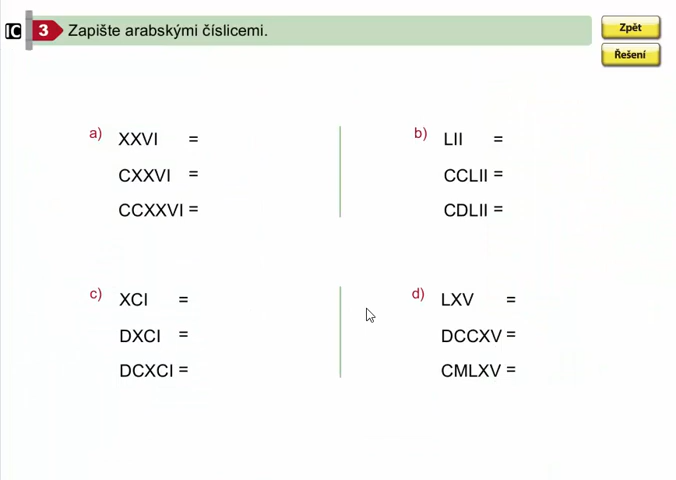 IC 3 Zapište arabskými číslicemi.
Zpět
Řešení
a) XXVI =
CXXVI =
CCXXVI =
b) LII =
CCLII =
CDLII =
c) XCI =
DXCI =
DCXCI =
d) LXV =
DCCXV =
CMLXV =